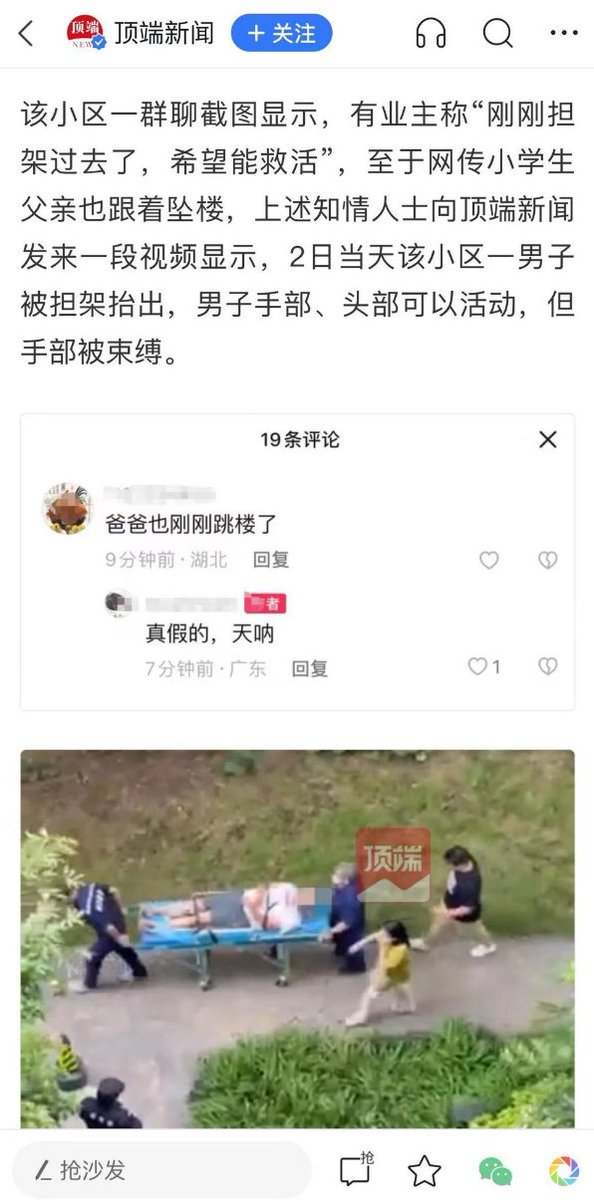 顶端
NEWS
顶端新闻
+ 关注
该小区一群聊截图显示，有业主称“刚刚担
架过去了，希望能救活”，至于网传小学生
父亲也跟着坠楼，上述知情人士向顶端新闻
发来一段视频显示，2日当天该小区一男子
被担架抬出，男子手部、头部可以活动，但
手部被束缚。
19条评论
爸爸也刚刚跳楼了
9分钟前·湖北 回复
者
真假的，天呐
7分钟前·广东 回复
1
顶端
抢沙发
抢